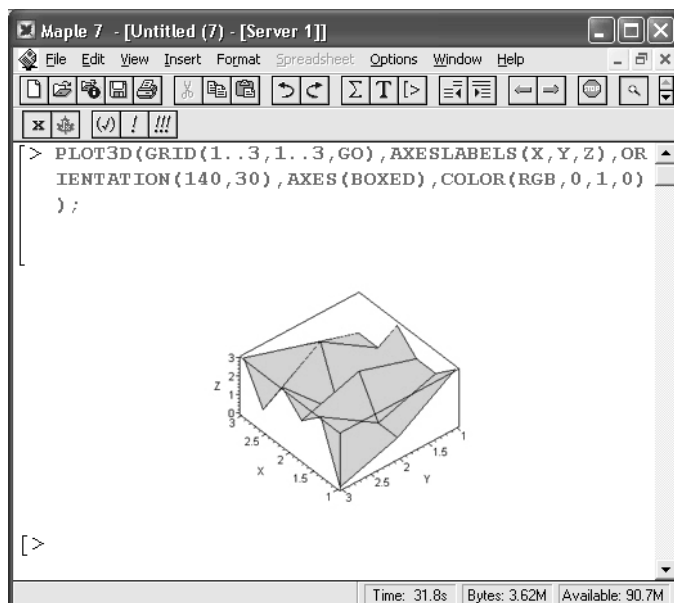 Maple 7 - [Untitled (7) - [Server 1]]
File Edit View Insert Format Spreadsheet Options Window Help
Σ T [> STOP
x (√) ! !!!
[> PLOT3D(GRID(1..3,1..3,GO),AXESLABELS(X,Y,Z),OR
IENTATION(140,30),AXES(BOXED),COLOR(RGB,0,1,0)
);
3
2
Z
1
0
3
2.5
2
X
1.5
1
3
2.5
Y
2
1.5
1
[>
Time: 31.8s Bytes: 3.62M Available: 90.7M